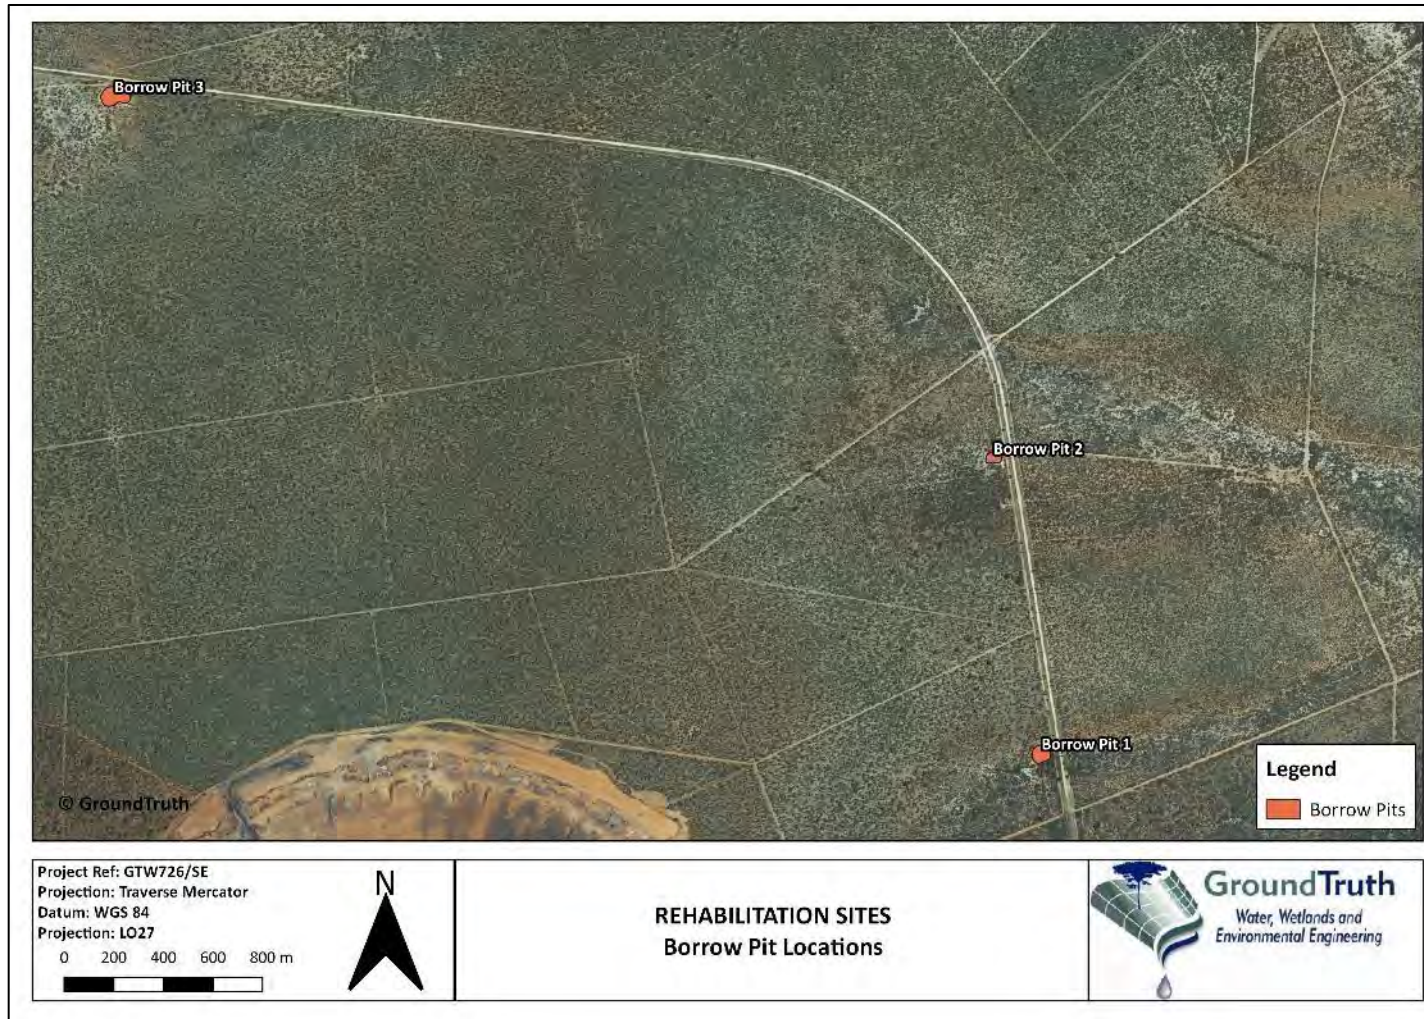 Borrow Pit 3
Borrow Pit 2
Borrow Pit 1
Legend
Borrow Pits
© GroundTruth
Project Ref: GTW726/SE
Projection: Traverse Mercator
Datum: WGS 84
Projection: LO27
0 200 400 600 800 m
N
REHABILITATION SITES
Borrow Pit Locations
GroundTruth
Water, Wetlands and
Environmental Engineering